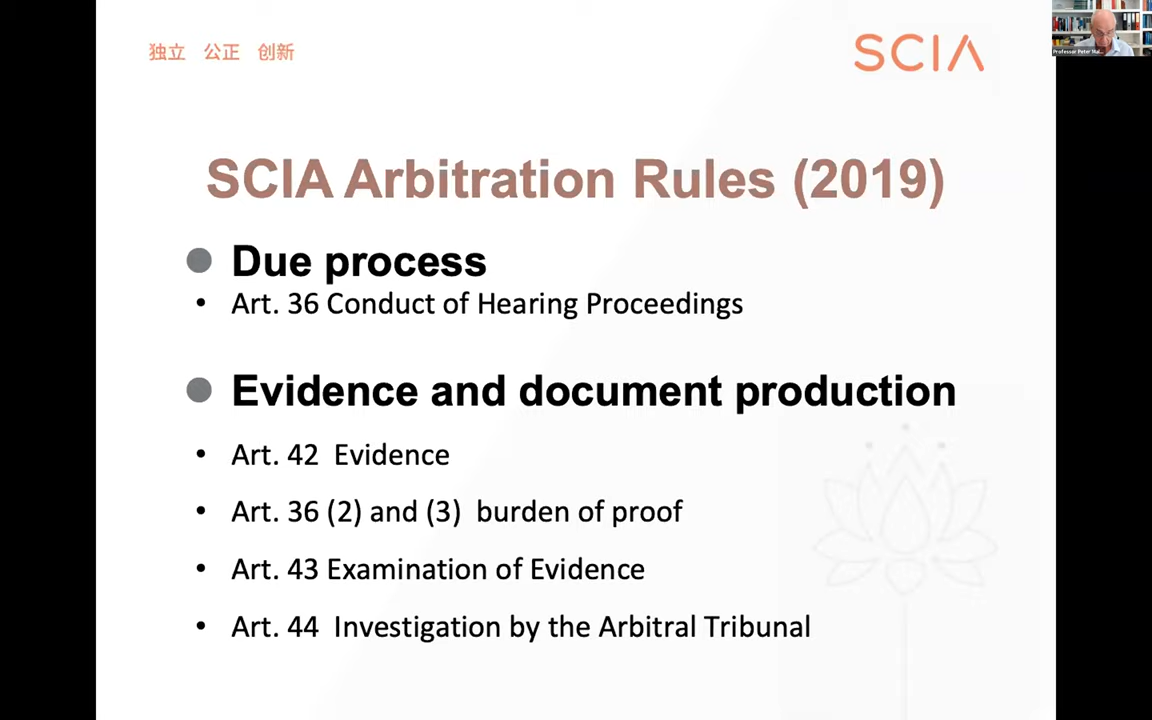 独立 公正 创新
SCIA
Professor Peter
SCIA Arbitration Rules (2019)
Due process
• Art. 36 Conduct of Hearing Proceedings
Evidence and document production
• Art. 42 Evidence
• Art. 36 (2) and (3) burden of proof
• Art. 43 Examination of Evidence
• Art. 44 Investigation by the Arbitral Tribunal